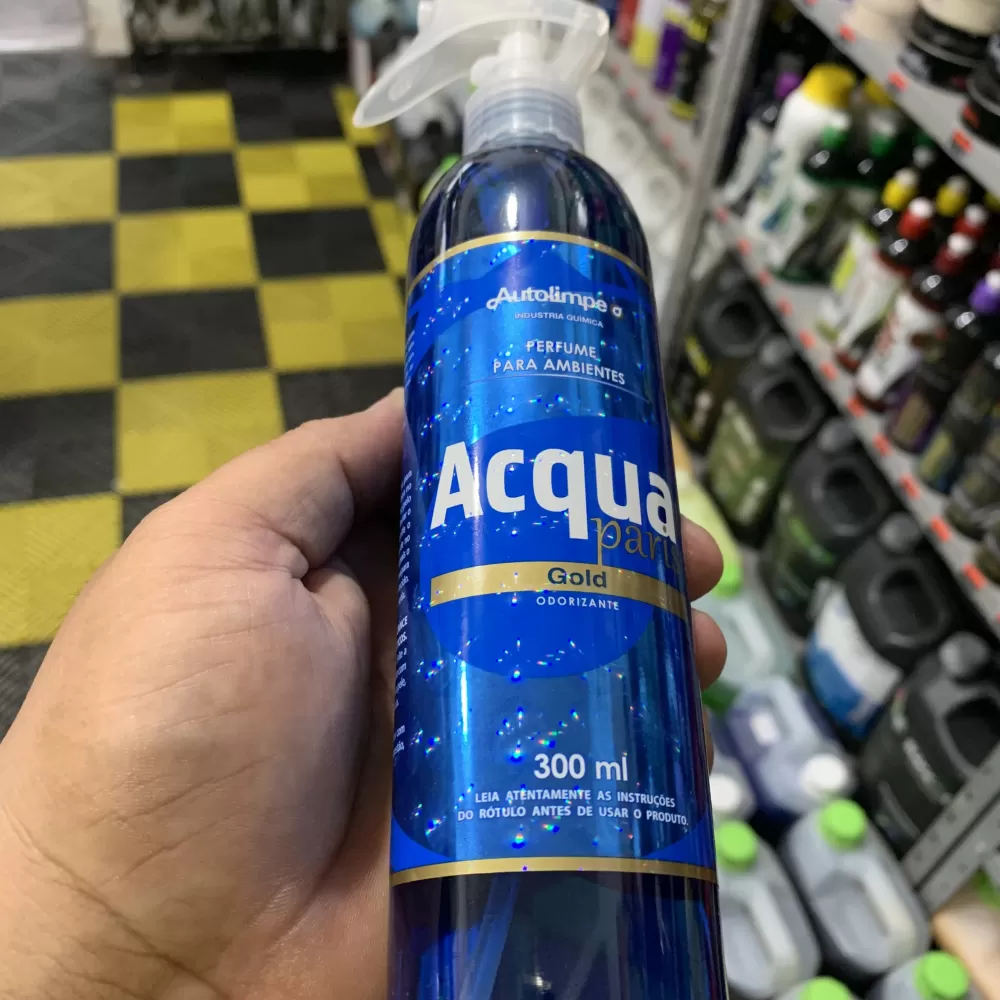 Autolimpe
INDUSTRIA QUÍMICA
PERFUME
PARA AMBIENTES
Acqua
Gold
ODORIZANTE
300 ml
LEIA ATENTAMENTE AS INSTRUÇÕES
DO RÓTULO ANTES DE USAR O PRODUTO.